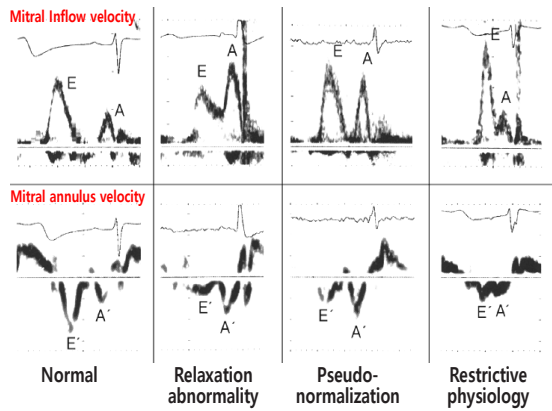 Mitral Inflow velocity
E
A
E
A
E
A
E
A
Mitral annulus velocity
E´
A´
E´
A´
E´
A´
E´ A´
Normal
Relaxation
abnormality
Pseudo-
normalization
Restrictive
physiology